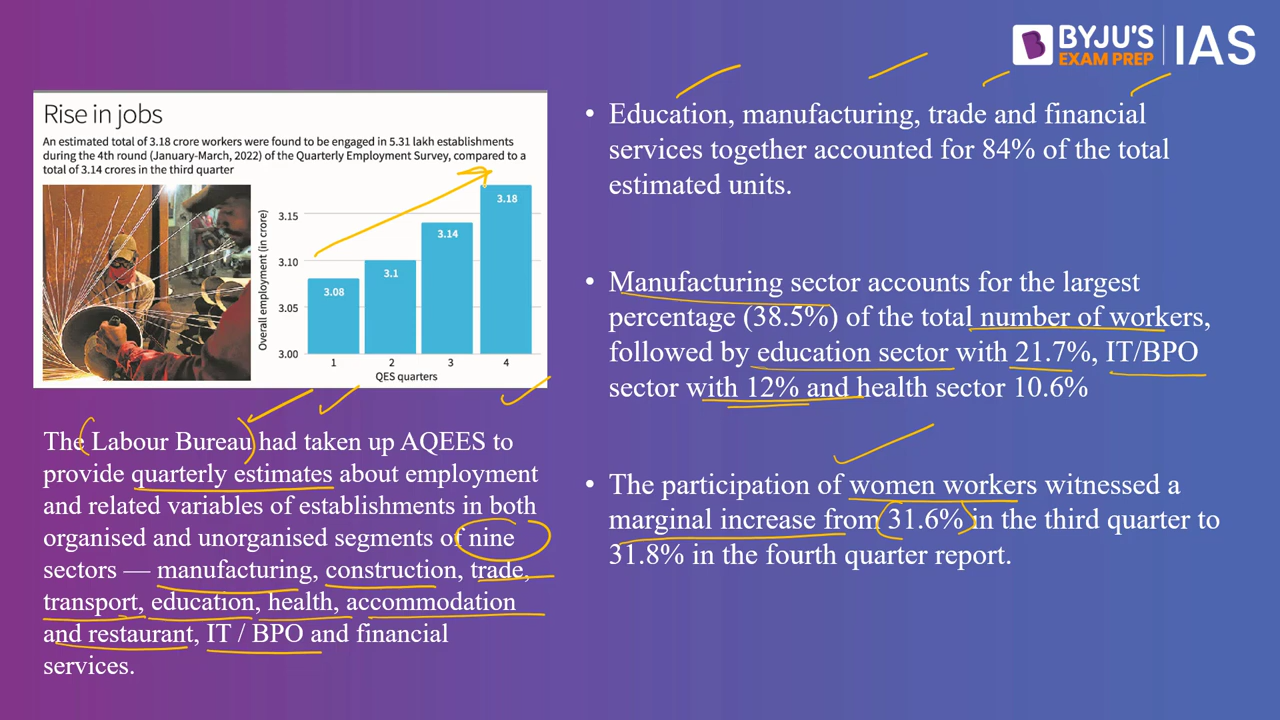 BYJU'S
EXAM PREP
IAS
Rise in jobs
An estimated total of 3.18 crore workers were found to be engaged in 5.31 lakh establishments
during the 4th round (January-March, 2022) of the Quarterly Employment Survey, compared to a
total of 3.14 crores in the third quarter
Overall employment (in crore)
3.15
3.10
3.05
3.00
3.08
3.1
3.14
3.18
1 2 3 4
QES quarters
The Labour Bureau had taken up AQEES to
provide quarterly estimates about employment
and related variables of establishments in both
organised and unorganised segments of nine
sectors — manufacturing, construction, trade,
transport, education, health, accommodation
and restaurant, IT / BPO and financial
services.
• Education, manufacturing, trade and financial
services together accounted for 84% of the total
estimated units.
• Manufacturing sector accounts for the largest
percentage (38.5%) of the total number of workers,
followed by education sector with 21.7%, IT/BPO
sector with 12% and health sector 10.6%
• The participation of women workers witnessed a
marginal increase from 31.6% in the third quarter to
31.8% in the fourth quarter report.